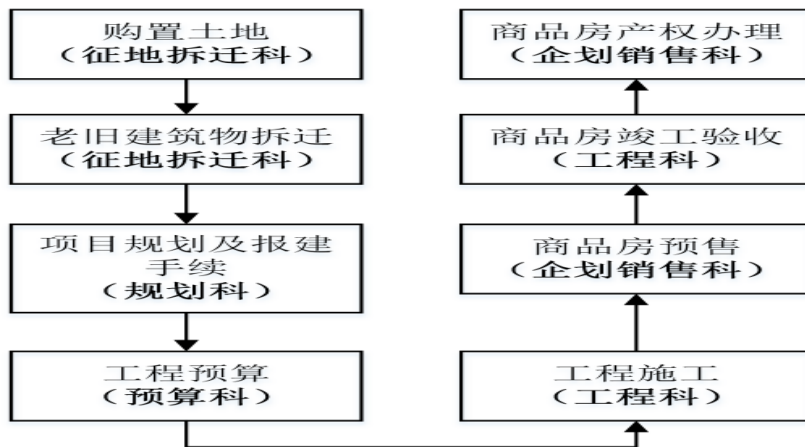 购置土地
（征地拆迁科）
老旧建筑物拆迁
（征地拆迁科）
项目规划及报建
手续
（规划科）
工程预算
（预算科）
工程施工
（工程科）
商品房预售
（企划销售科）
商品房竣工验收
（工程科）
商品房产权办理
（企划销售科）